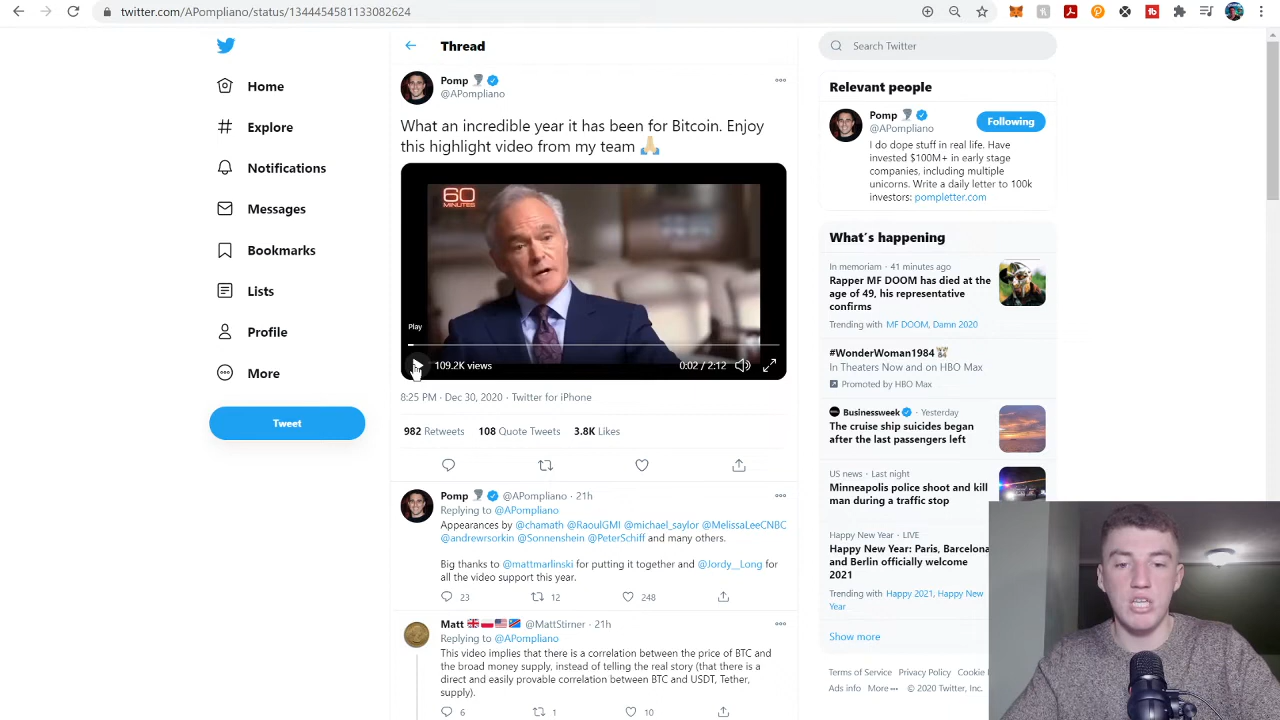 twitter.com/APompliano/status/1344454581133082624
Home
Explore
Notifications
Messages
Bookmarks
Lists
Profile
More
Tweet
Thread
Pomp
@APompliano
What an incredible year it has been for Bitcoin. Enjoy
this highlight video from my team
60
MINUTES
Play
109.2K views
0:02 / 2:12
8:25 PM · Dec 30, 2020 · Twitter for iPhone
982 Retweets 108 Quote Tweets 3.8K Likes
Pomp @APompliano · 21h
Replying to @APompliano
Appearances by @chamath @RaoulGMI @michael_saylor @MelissaLeeCNBC
@andrewrsorkin @Sonnenshein @PeterSchiff and many others.
Big thanks to @mattmarlinski for putting it together and @Jordy__Long for
all the video support this year.
23 12 248
Matt @MattStirner · 21h
Replying to @APompliano
This video implies that there is a correlation between the price of BTC and
the broad money supply, instead of telling the real story (that there is a
direct and easily provable correlation between BTC and USDT, Tether,
supply).
6 1 10
Search Twitter
Relevant people
Pomp
@APompliano
Following
I do dope stuff in real life. Have
invested $100M+ in early stage
companies, including multiple
unicorns. Write a daily letter to 100k
investors: pompletter.com
What's happening
In memoriam · 41 minutes ago
Rapper MF DOOM has died at the
age of 49, his representative
confirms
Trending with MF DOOM, Damn 2020
#WonderWoman1984
In Theaters Now and on HBO Max
Promoted by HBO Max
Businessweek · Yesterday
The cruise ship suicides began
after the last passengers left
US news · Last night
Minneapolis police shoot and kill
man during a traffic stop
Happy New Year · LIVE
Happy New Year: Paris, Barcelona
and Berlin officially welcome
2021
Trending with Happy 2021, Happy New
Year
Show more
Terms of Service Privacy Policy Cookie
Ad info More © 2020 Twitter, Inc.